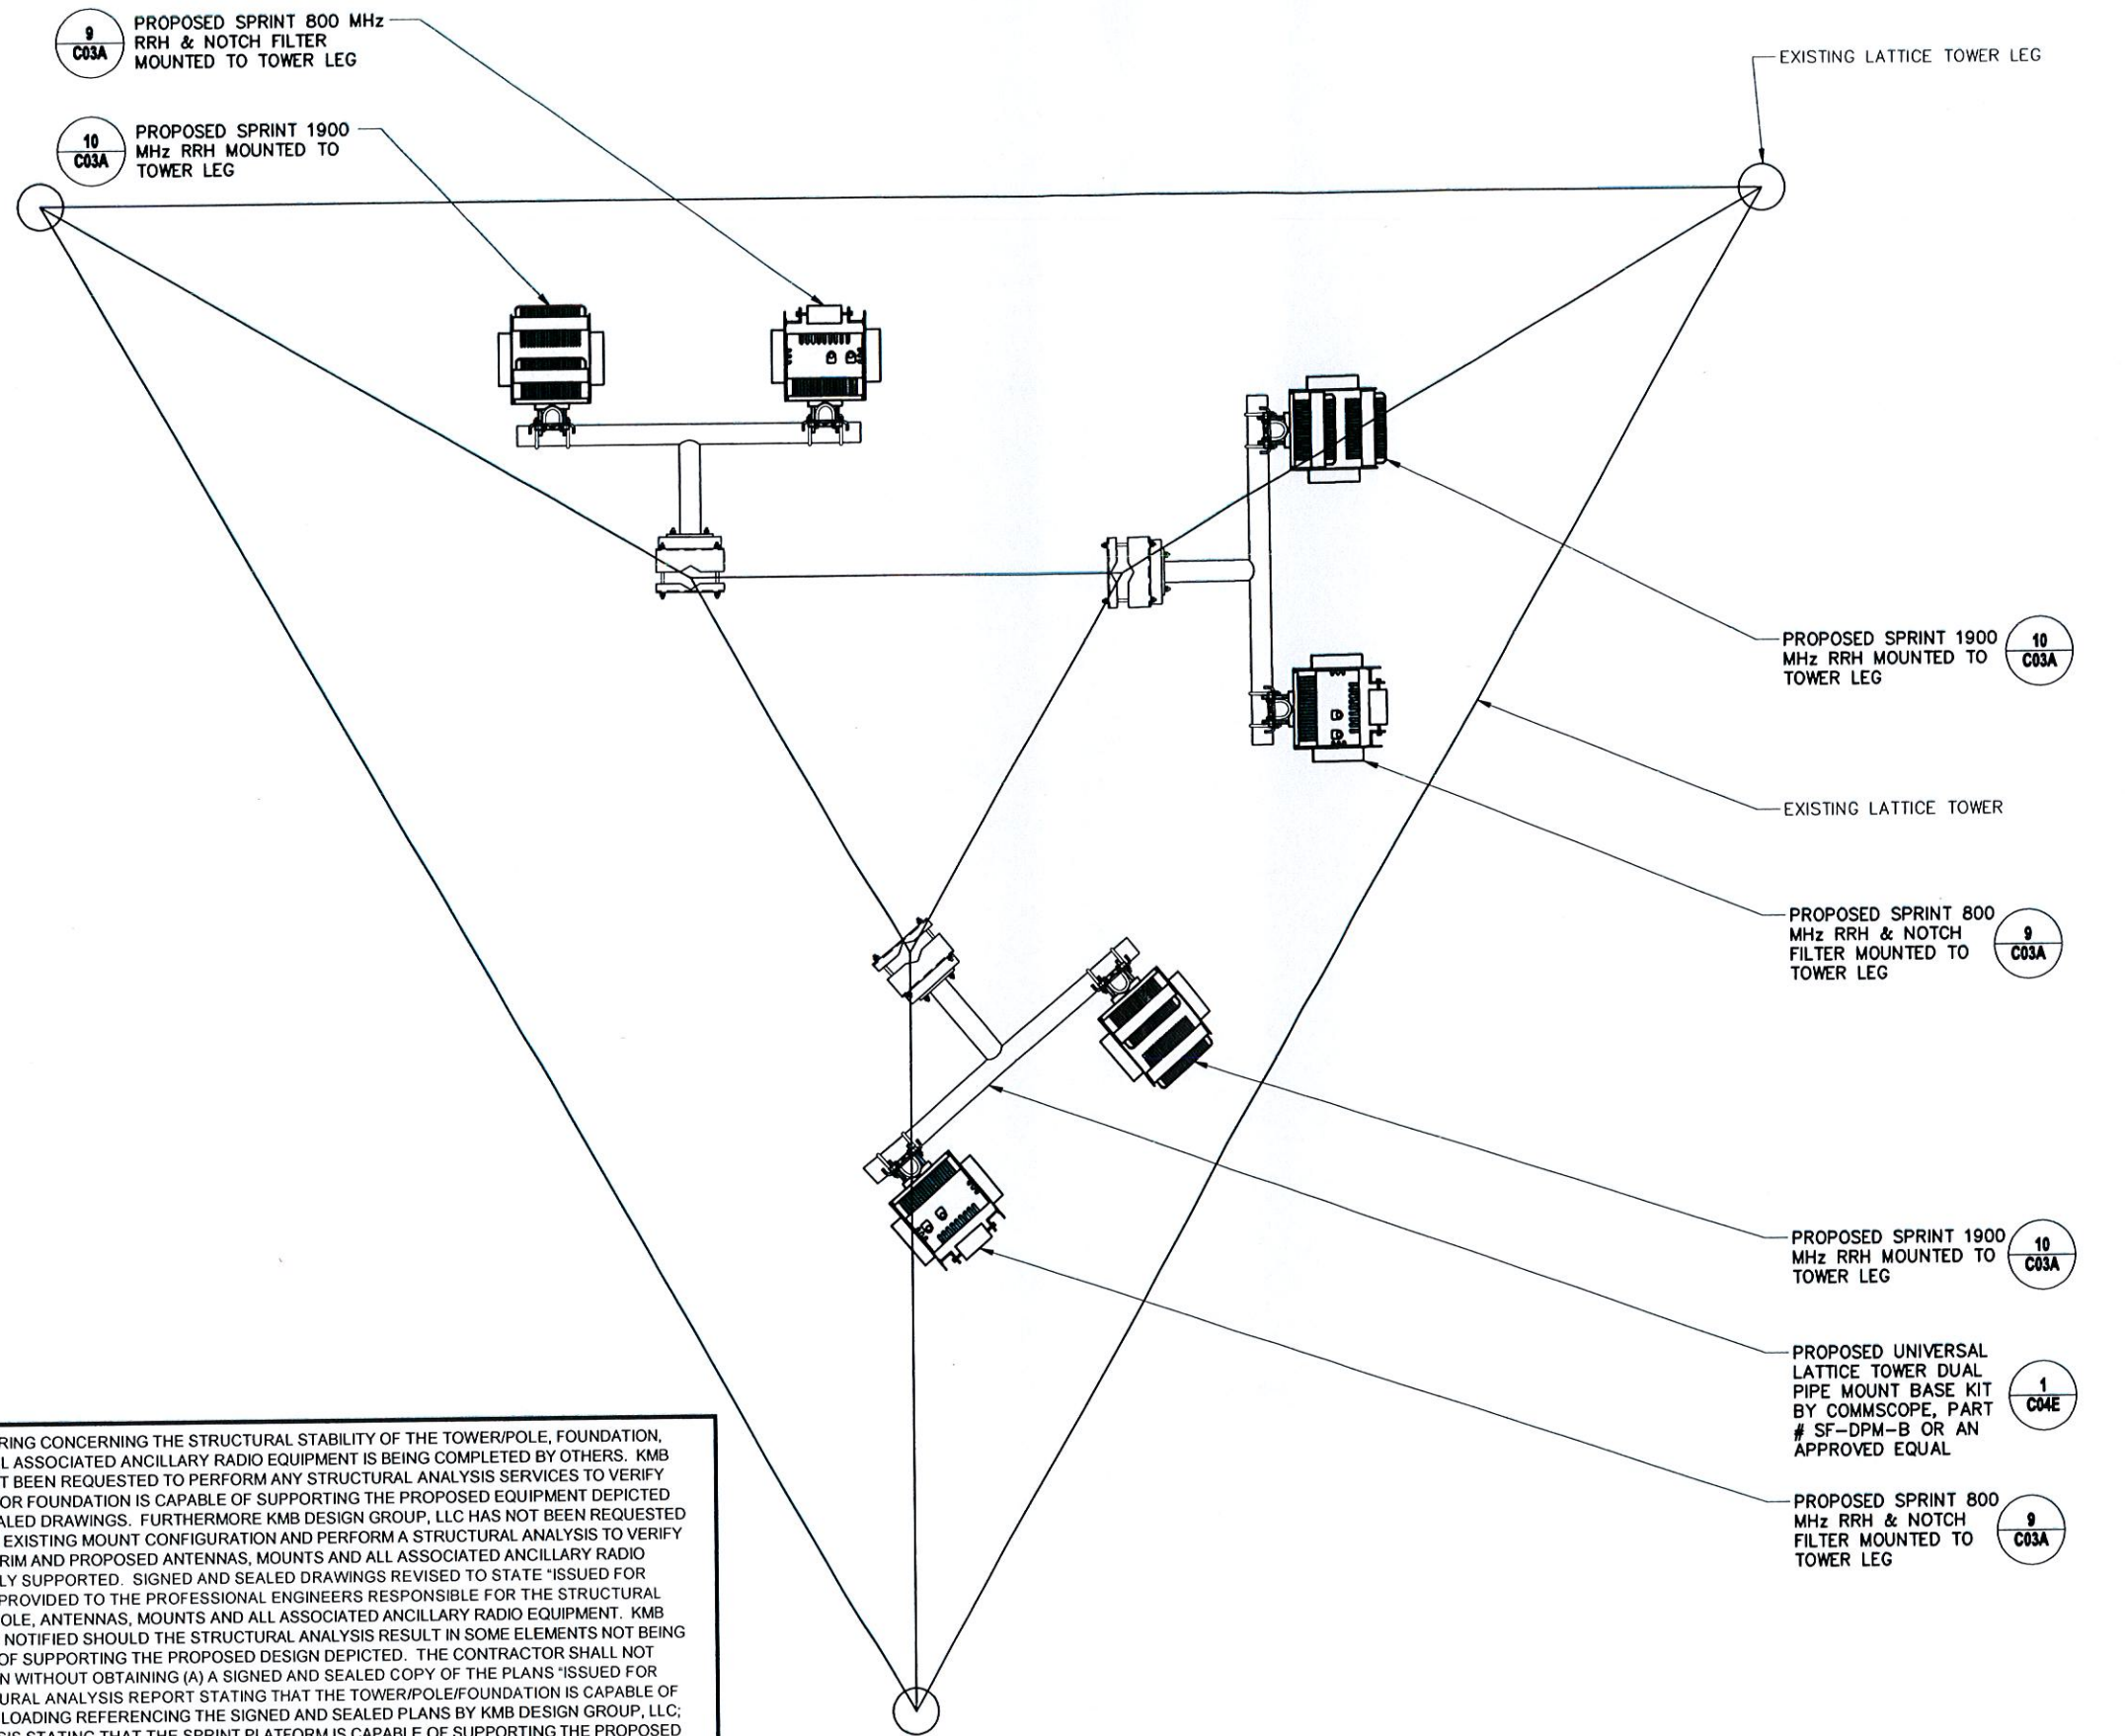 9
C03A
PROPOSED SPRINT 800 MHz
RRH & NOTCH FILTER
MOUNTED TO TOWER LEG
10
C03A
PROPOSED SPRINT 1900
MHz RRH MOUNTED TO
TOWER LEG
EXISTING LATTICE TOWER LEG
PROPOSED SPRINT 1900
MHz RRH MOUNTED TO
TOWER LEG
10
C03A
EXISTING LATTICE TOWER
PROPOSED SPRINT 800
MHz RRH & NOTCH
FILTER MOUNTED TO
TOWER LEG
9
C03A
PROPOSED SPRINT 1900
MHz RRH MOUNTED TO
TOWER LEG
10
C03A
PROPOSED UNIVERSAL
LATTICE TOWER DUAL
PIPE MOUNT BASE KIT
BY COMMSCOPE, PART
# SF-DPM-B OR AN
APPROVED EQUAL
1
C04E
PROPOSED SPRINT 800
MHz RRH & NOTCH
FILTER MOUNTED TO
TOWER LEG
9
C03A
RING CONCERNING THE STRUCTURAL STABILITY OF THE TOWER/POLE, FOUNDATION,
L ASSOCIATED ANCILLARY RADIO EQUIPMENT IS BEING COMPLETED BY OTHERS. KMB
T BEEN REQUESTED TO PERFORM ANY STRUCTURAL ANALYSIS SERVICES TO VERIFY
OR FOUNDATION IS CAPABLE OF SUPPORTING THE PROPOSED EQUIPMENT DEPICTED
ALED DRAWINGS. FURTHERMORE KMB DESIGN GROUP, LLC HAS NOT BEEN REQUESTED
EXISTING MOUNT CONFIGURATION AND PERFORM A STRUCTURAL ANALYSIS TO VERIFY
RIM AND PROPOSED ANTENNAS, MOUNTS AND ALL ASSOCIATED ANCILLARY RADIO
LY SUPPORTED. SIGNED AND SEALED DRAWINGS REVISED TO STATE "ISSUED FOR
PROVIDED TO THE PROFESSIONAL ENGINEERS RESPONSIBLE FOR THE STRUCTURAL
OLE, ANTENNAS, MOUNTS AND ALL ASSOCIATED ANCILLARY RADIO EQUIPMENT. KMB
NOTIFIED SHOULD THE STRUCTURAL ANALYSIS RESULT IN SOME ELEMENTS NOT BEING
OF SUPPORTING THE PROPOSED DESIGN DEPICTED. THE CONTRACTOR SHALL NOT
N WITHOUT OBTAINING (A) A SIGNED AND SEALED COPY OF THE PLANS "ISSUED FOR
URAL ANALYSIS REPORT STATING THAT THE TOWER/POLE/FOUNDATION IS CAPABLE OF
LOADING REFERENCING THE SIGNED AND SEALED PLANS BY KMB DESIGN GROUP, LLC;
SIS STATING THAT THE SPRINT PLATFORM IS CAPABLE OF SUPPORTING THE PROPOSED